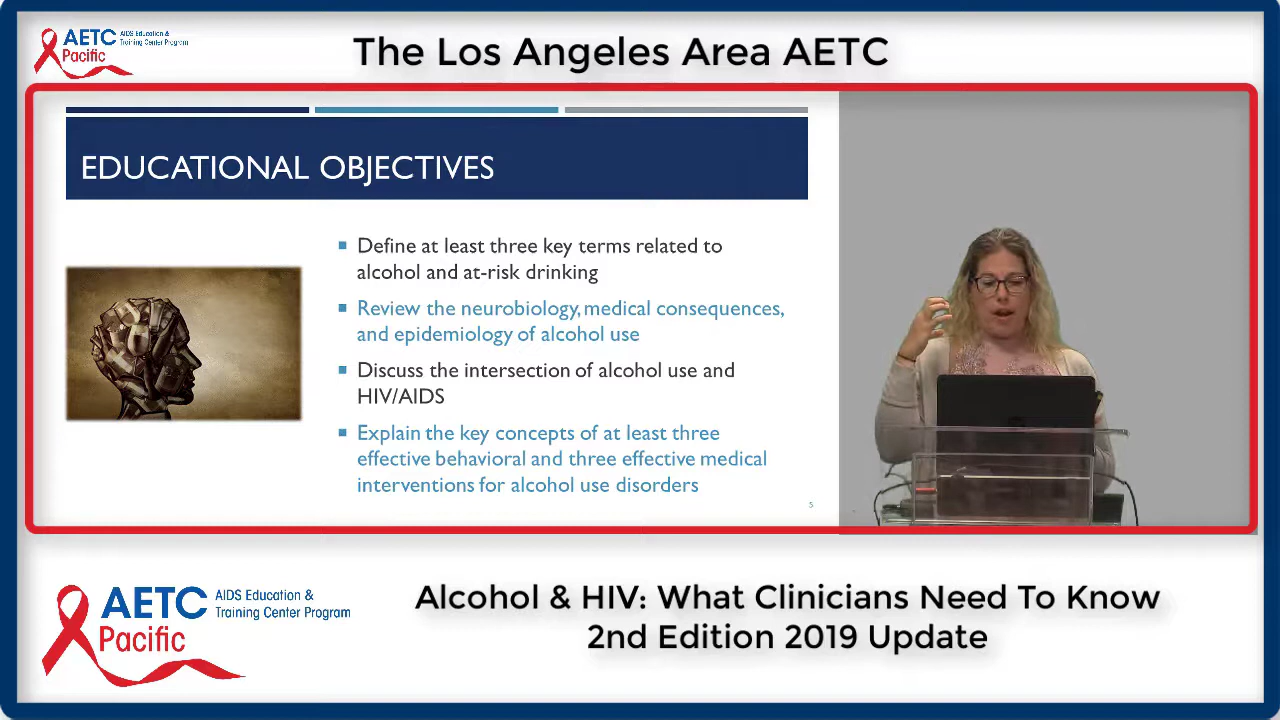 AETC
AIDS Education &
Training Center Program
Pacific
The Los Angeles Area AETC
EDUCATIONAL OBJECTIVES
Define at least three key terms related to
alcohol and at-risk drinking
Review the neurobiology, medical consequences,
and epidemiology of alcohol use
Discuss the intersection of alcohol use and
HIV/AIDS
Explain the key concepts of at least three
effective behavioral and three effective medical
interventions for alcohol use disorders
5
AETC
AIDS Education &
Training Center Program
Pacific
Alcohol & HIV: What Clinicians Need To Know
2nd Edition 2019 Update